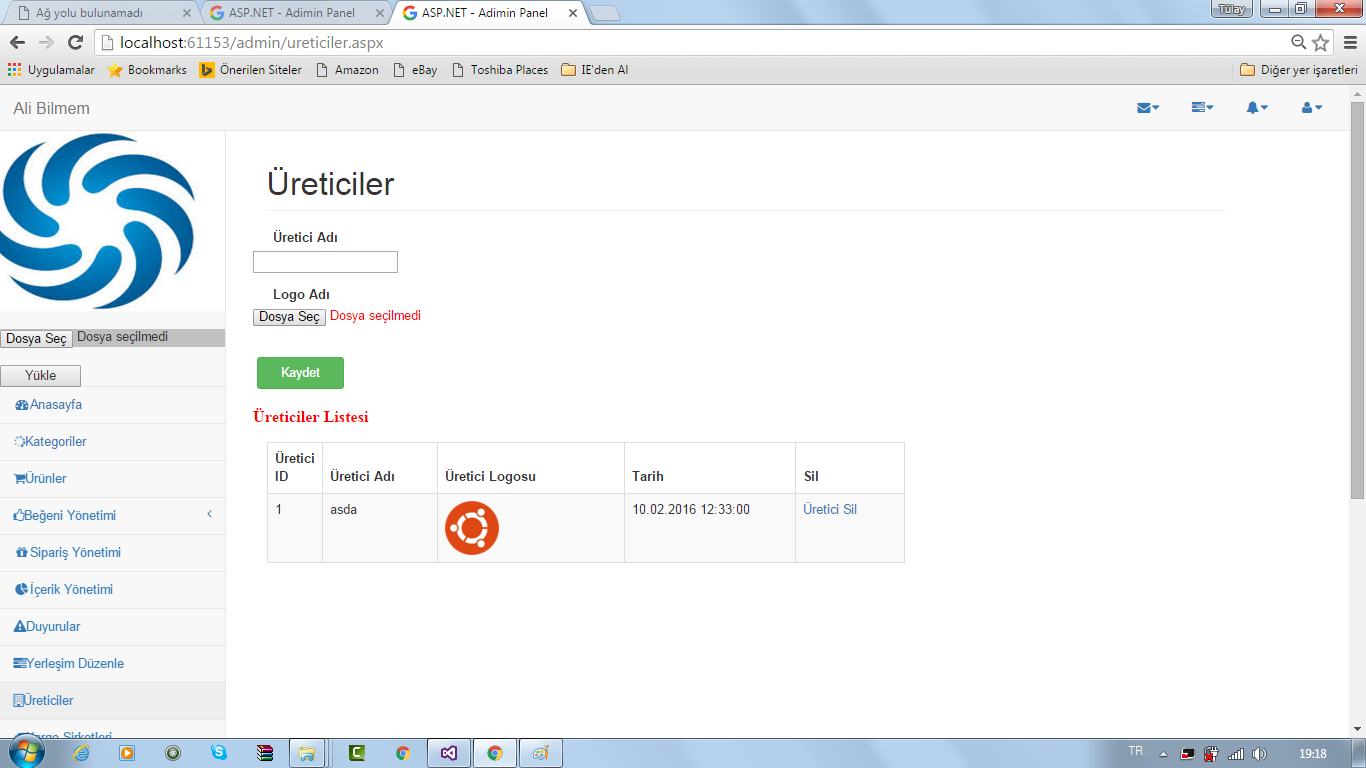 Ağ yolu bulunamadı
ASP.NET - Adimin Panel
ASP.NET - Adimin Panel
Tülay
localhost:61153/admin/ureticiler.aspx
Uygulamalar
Bookmarks
Önerilen Siteler
Amazon
eBay
Toshiba Places
IE'den Al
Diğer yer işaretleri
Ali Bilmem
Dosya Seç Dosya seçilmedi
Yükle
Anasayfa
Kategoriler
Ürünler
Beğeni Yönetimi
Sipariş Yönetimi
İçerik Yönetimi
Duyurular
Yerleşim Düzenle
Üreticiler
Kargo Şirketleri
Üreticiler
Üretici Adı
Logo Adı
Dosya Seç Dosya seçilmedi
Kaydet
Üreticiler Listesi
Üretici ID Üretici Adı Üretici Logosu Tarih Sil
1 asda 10.02.2016 12:33:00 Üretici Sil
TR
19:18